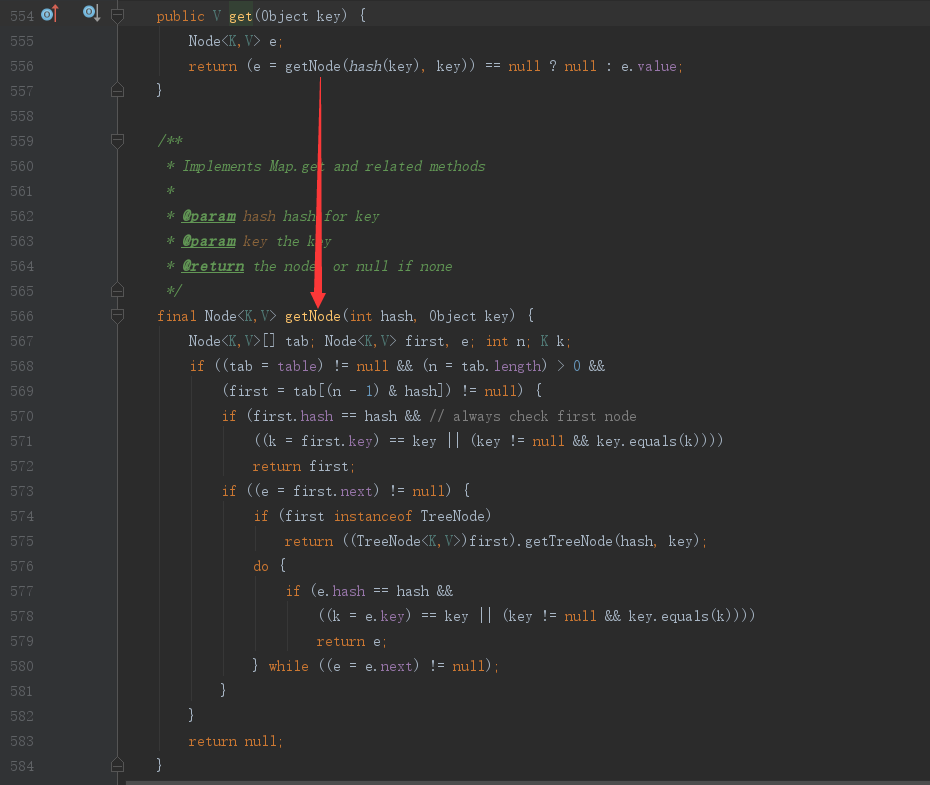 554 public V get(Object key) {
555 Node<K,V> e;
556 return (e = getNode(hash(key), key)) == null ? null : e.value;
557 }
558
559 /**
560 * Implements Map.get and related methods
561 *
562 * @param hash hash for key
563 * @param key the key
564 * @return the node, or null if none
565 */
566 final Node<K,V> getNode(int hash, Object key) {
567 Node<K,V>[] tab; Node<K,V> first, e; int n; K k;
568 if ((tab = table) != null && (n = tab.length) > 0 &&
569 (first = tab[(n - 1) & hash]) != null) {
570 if (first.hash == hash && // always check first node
571 ((k = first.key) == key || (key != null && key.equals(k))))
572 return first;
573 if ((e = first.next) != null) {
574 if (first instanceof TreeNode)
575 return ((TreeNode<K,V>)first).getTreeNode(hash, key);
576 do {
577 if (e.hash == hash &&
578 ((k = e.key) == key || (key != null && key.equals(k))))
579 return e;
580 } while ((e = e.next) != null);
581 }
582 }
583 return null;
584 }